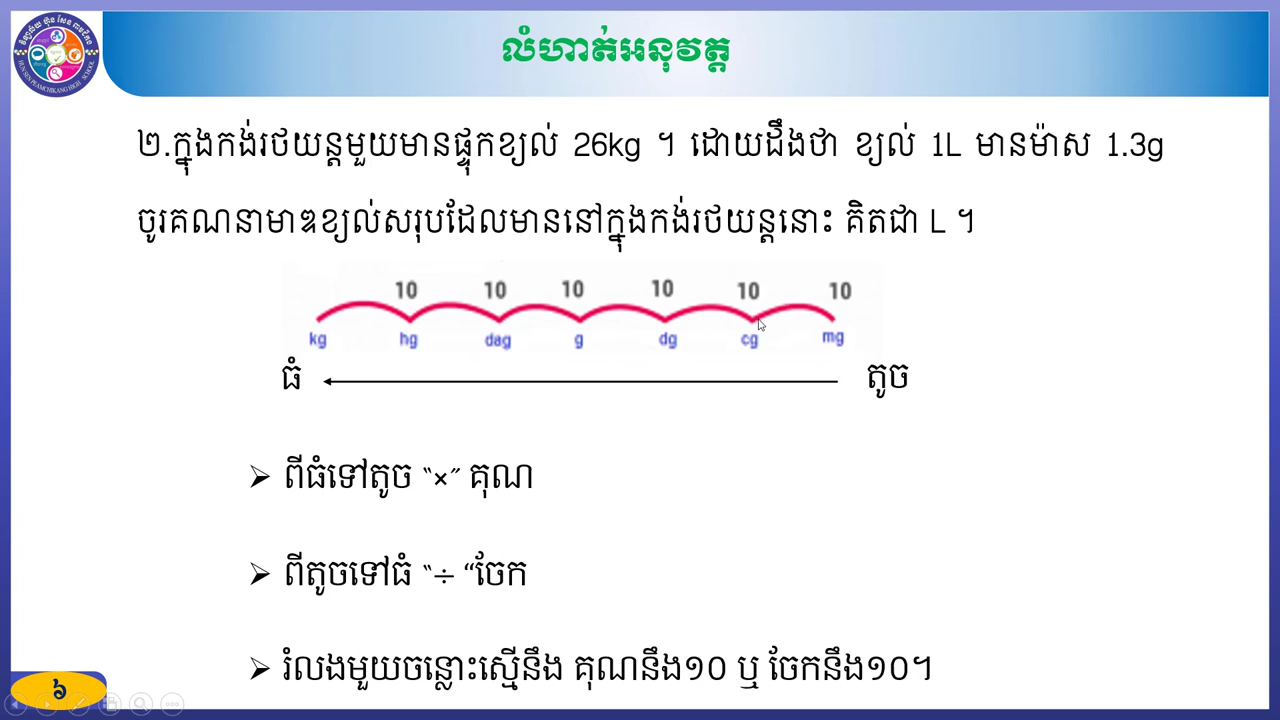 លំហាត់អនុវត្ត
២.ក្នុងកង់រថយន្តមួយមានផ្ទុកខ្យល់ 26kg ។ ដោយដឹងថា ខ្យល់ 1L មានម៉ាស 1.3g
ចូរគណនាមាឌខ្យល់សរុបដែលមាននៅក្នុងកង់រថយន្តនោះ គិតជា L ។
10 10 10 10 10 10
kg hg dag g dg cg mg
ធំ តូច
➢ ពីធំទៅតូច “×” គុណ
➢ ពីតូចទៅធំ “÷ “ចែក
➢ រំលងមួយចន្លោះស្មើនឹង គុណនឹង១០ ឬ ចែកនឹង១០។
៦